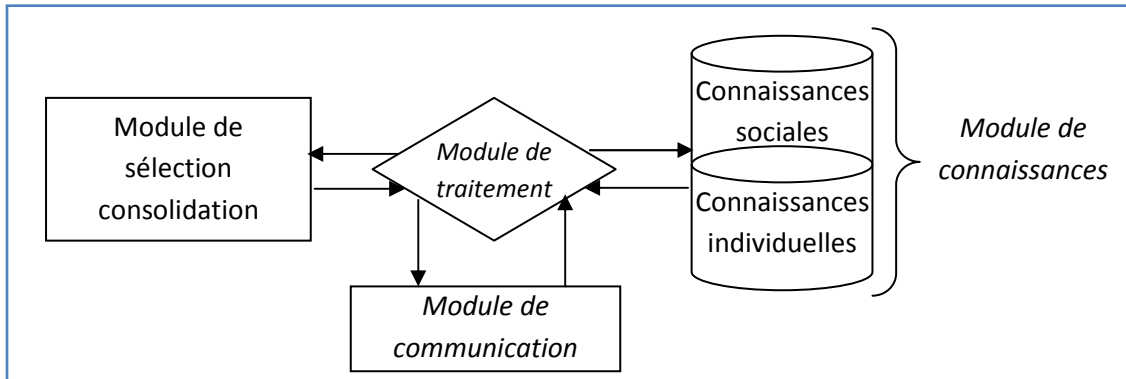 Module de
sélection
consolidation
Module de
traitement
Connaissances
sociales
Connaissances
individuelles
Module de
connaissances
Module de
communication